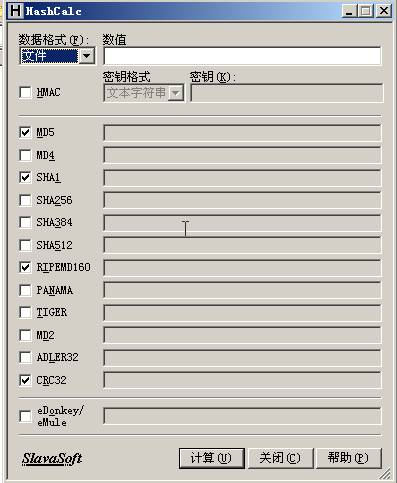 HashCalc
数据格式(F): 数值
文件
密钥格式 密钥(K):
HMAC 文本字符串
MD5
MD4
SHA1
SHA256
SHA384
SHA512
RIPEMD160
PANAMA
TIGER
MD2
ADLER32
CRC32
eDonkey/
eMule
SlavaSoft 计算(U) 关闭(C) 帮助(P)